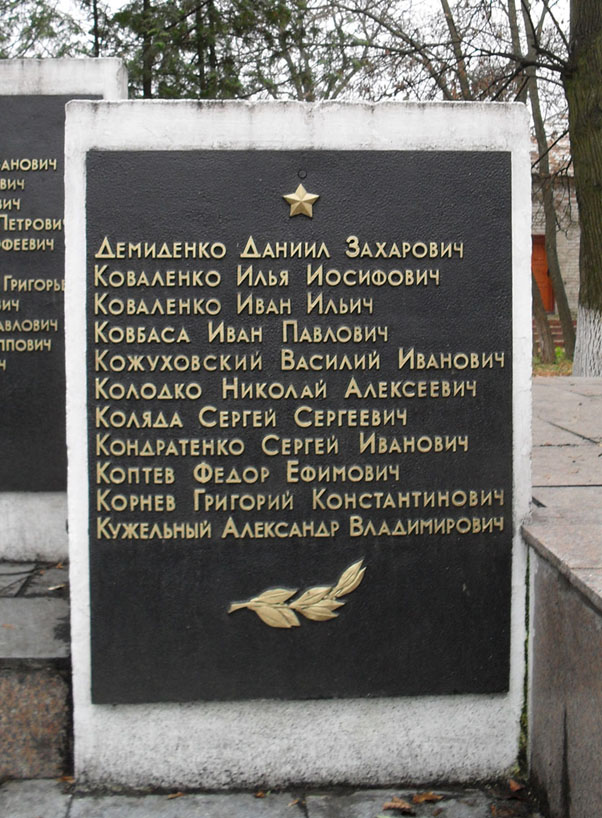 Демиденко Даниил Захарович
Коваленко Илья Иосифович
Коваленко Иван Ильич
Ковбаса Иван Павлович
Кожуховский Василий Иванович
Колодко Николай Алексеевич
Коляда Сергей Сергеевич
Кондратенко Сергей Иванович
Коптев Федор Ефимович
Корнев Григорий Константинович
Кужельный Александр Владимирович
Петрович